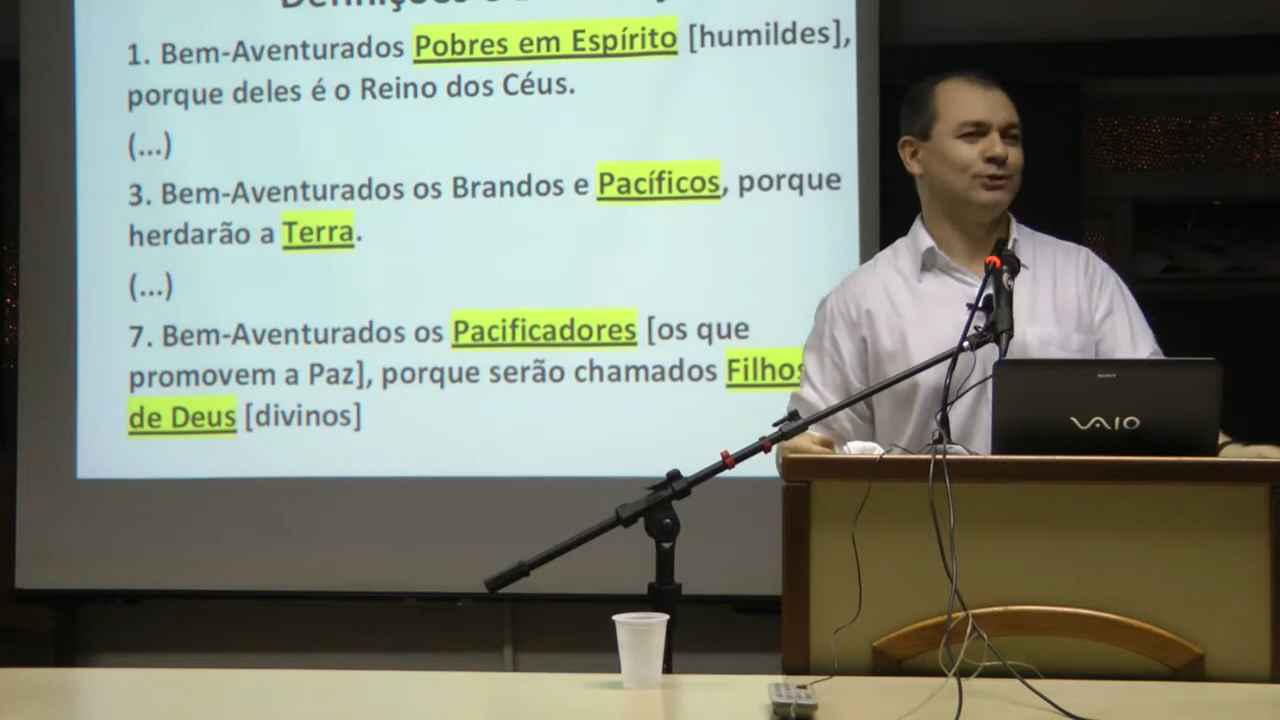 Definições
1. Bem-Aventurados Pobres em Espírito [humildes],
porque deles é o Reino dos Céus.
(...)
3. Bem-Aventurados os Brandos e Pacíficos, porque
herdarão a Terra.
(...)
7. Bem-Aventurados os Pacificadores [os que
promovem a Paz], porque serão chamados Filhos
de Deus [divinos]
SONY
VAIO